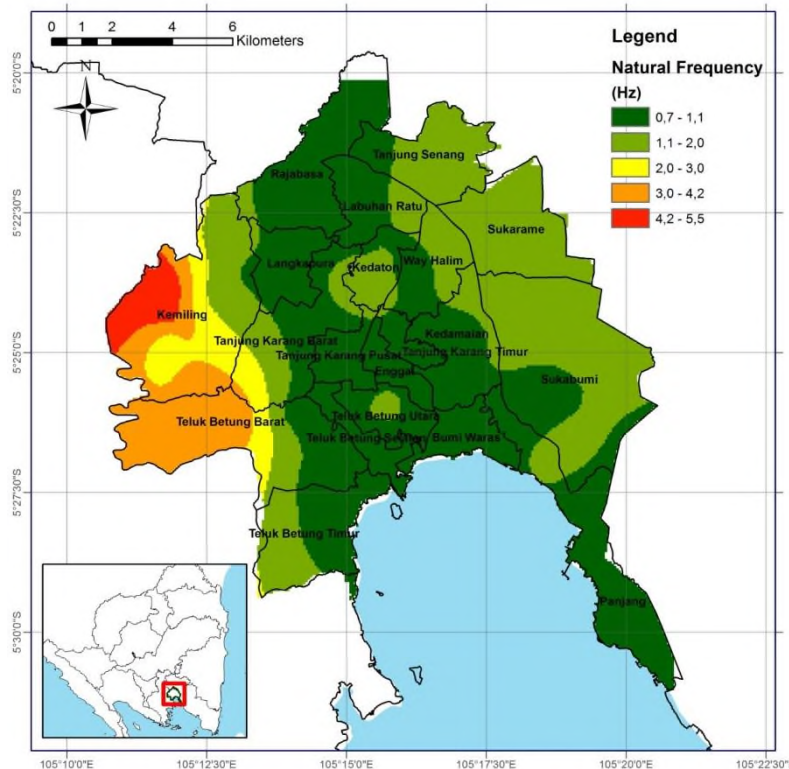 0 1 2 4 6
Kilometers
N
Legend
Natural Frequency
(Hz)
0,7 - 1,1
1,1 - 2,0
2,0 - 3,0
3,0 - 4,2
4,2 - 5,5
5°20'0"S
5°22'30"S
5°25'0"S
5°27'30"S
5°30'0"S
Tanjung Senang
Rajabasa
Labuhan Ratu
Sukarame
Langkapura
Kedaton
Way Halim
Kemiling
Kedamaian
Tanjung Karang Barat
Tanjung Karang Pusat
Tanjung Karang Timur
Enggal
Sukabumi
Teluk Betung Barat
Teluk Betung Utara
Teluk Betung Selatan
Bumi Waras
Teluk Betung Timur
Panjang
105°10'0"E 105°12'30"E 105°15'0"E 105°17'30"E 105°20'0"E 105°22'30"E